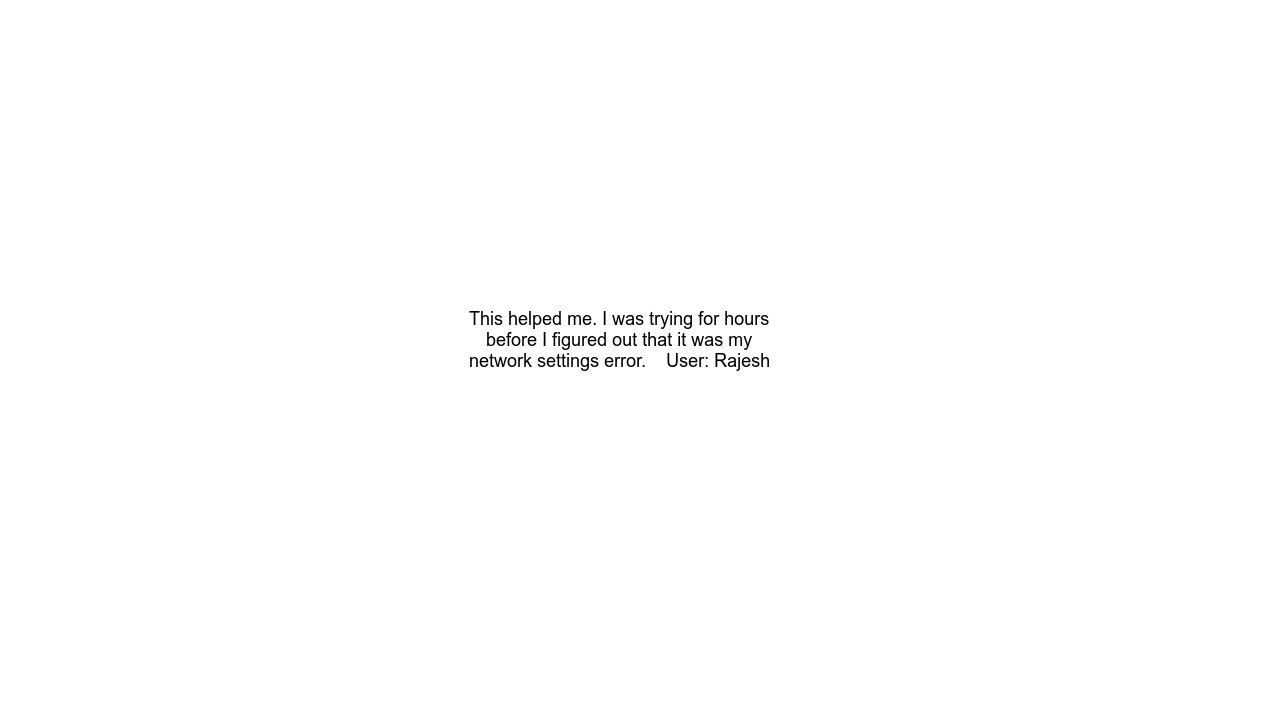 This helped me. I was trying for hours
before I figured out that it was my
network settings error.    User: Rajesh